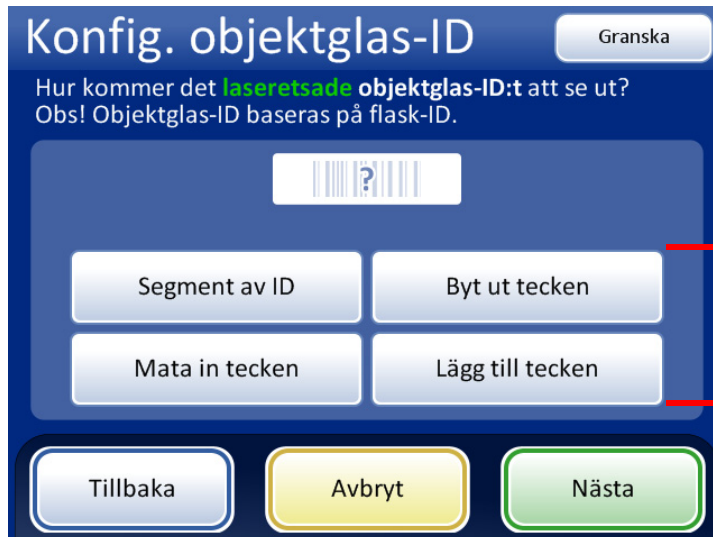 Konfig. objektglas-ID
Granska
Hur kommer det laseretsade objektglas-ID:t att se ut?
Obs! Objektglas-ID baseras på flask-ID.
?
Segment av ID
Byt ut tecken
Mata in tecken
Lägg till tecken
Tillbaka
Avbryt
Nästa